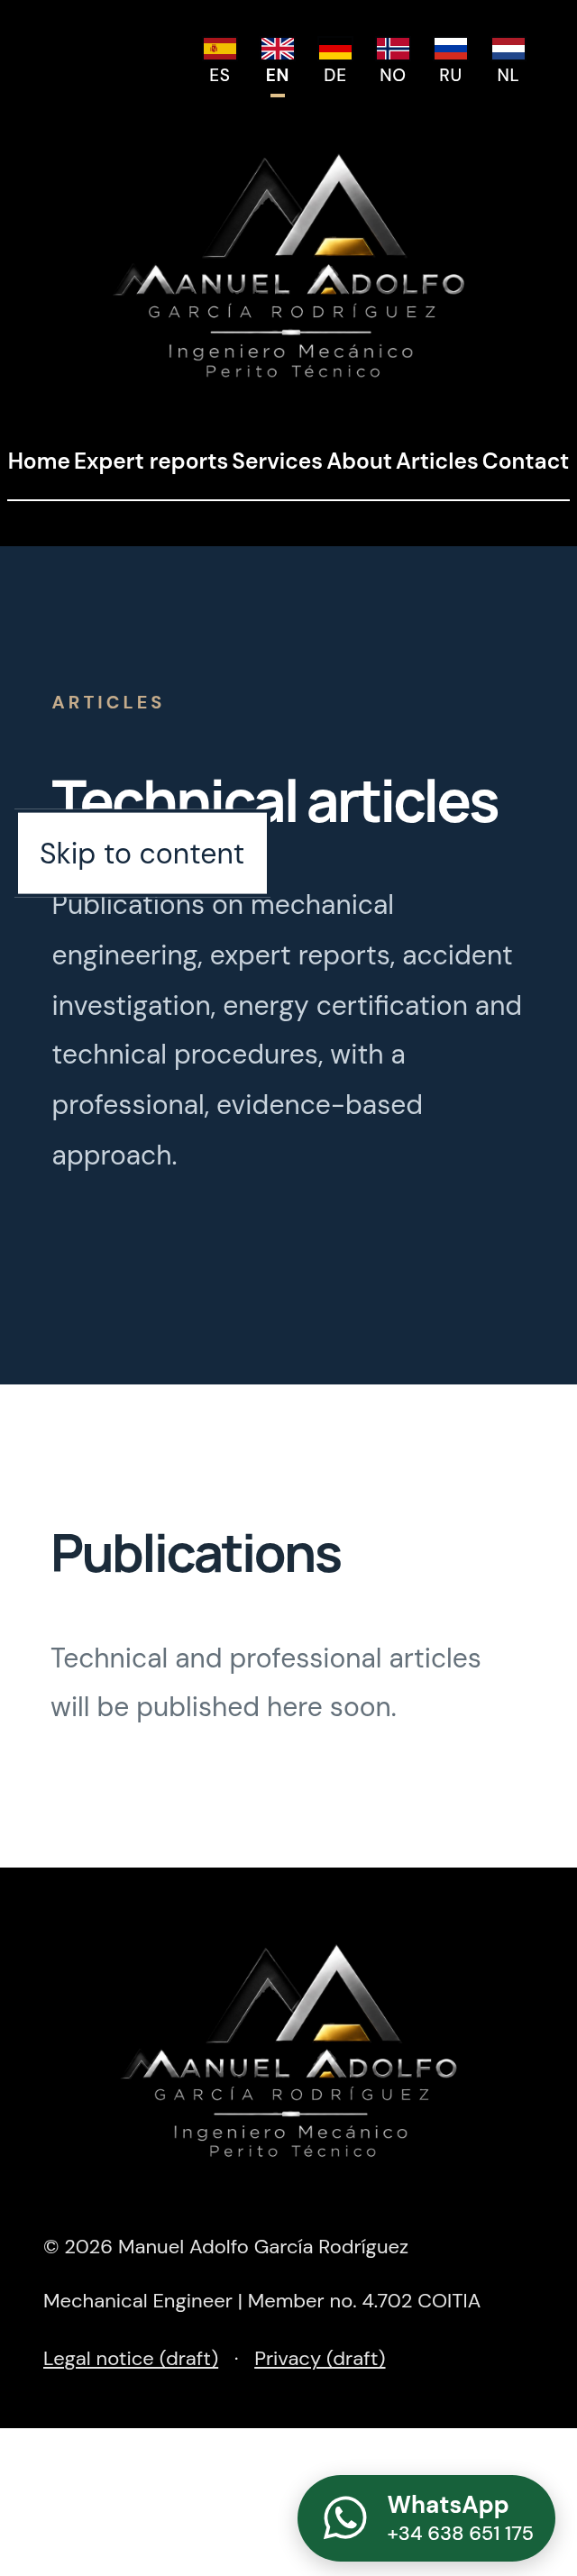 ES EN DE NO RU NL
MANUEL ADOLFO
GARCÍA RODRÍGUEZ
Ingeniero Mecánico
Perito Técnico
Home Expert reports Services About Articles Contact
ARTICLES
Technical articles
Skip to content
Publications on mechanical
engineering, expert reports, accident
investigation, energy certification and
technical procedures, with a
professional, evidence-based
approach.
Publications
Technical and professional articles
will be published here soon.
MANUEL ADOLFO
GARCÍA RODRÍGUEZ
Ingeniero Mecánico
Perito Técnico
© 2026 Manuel Adolfo García Rodríguez
Mechanical Engineer | Member no. 4.702 COITIA
Legal notice (draft) · Privacy (draft)
WhatsApp
+34 638 651 175